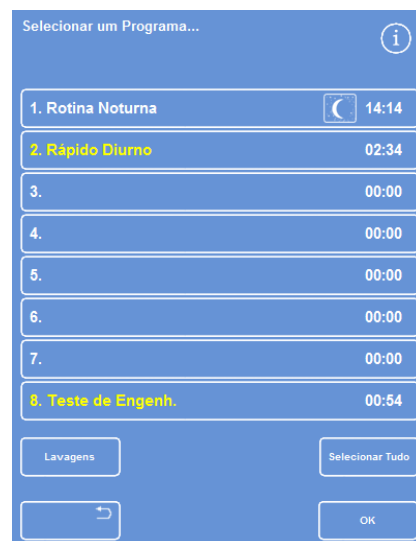 Selecionar um Programa...
i
1. Rotina Noturna 14:14
2. Rápido Diurno 02:34
3. 00:00
4. 00:00
5. 00:00
6. 00:00
7. 00:00
8. Teste de Engenh. 00:54
Lavagens Selecionar Tudo
OK